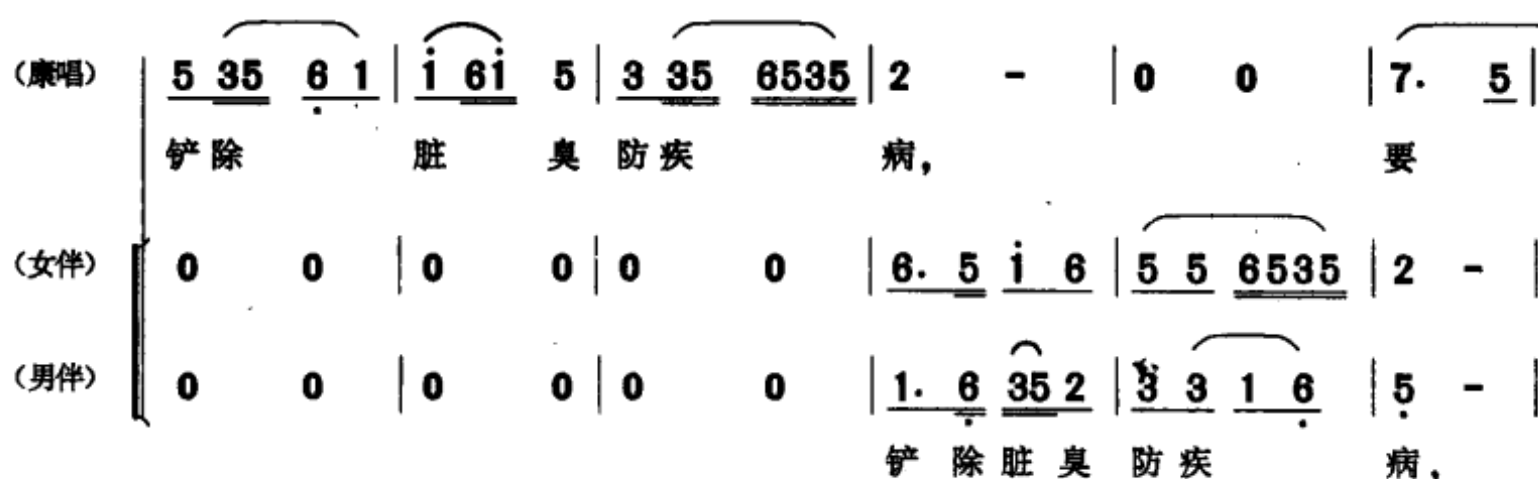 （康唱） 5 35 6 1 | i 6i 5 | 3 35 6535 | 2 - | 0 0 | 7. 5 |
铲除 脏 臭 防疾 病， 要
（女伴） 0 0 | 0 0 | 0 0 | 6. 5 i 6 | 5 5 6535 | 2 - |
（男伴） 0 0 | 0 0 | 0 0 | 1. 6 35 2 | 3 3 1 6 | 5 - |
铲 除 脏 臭 防 疾 病，